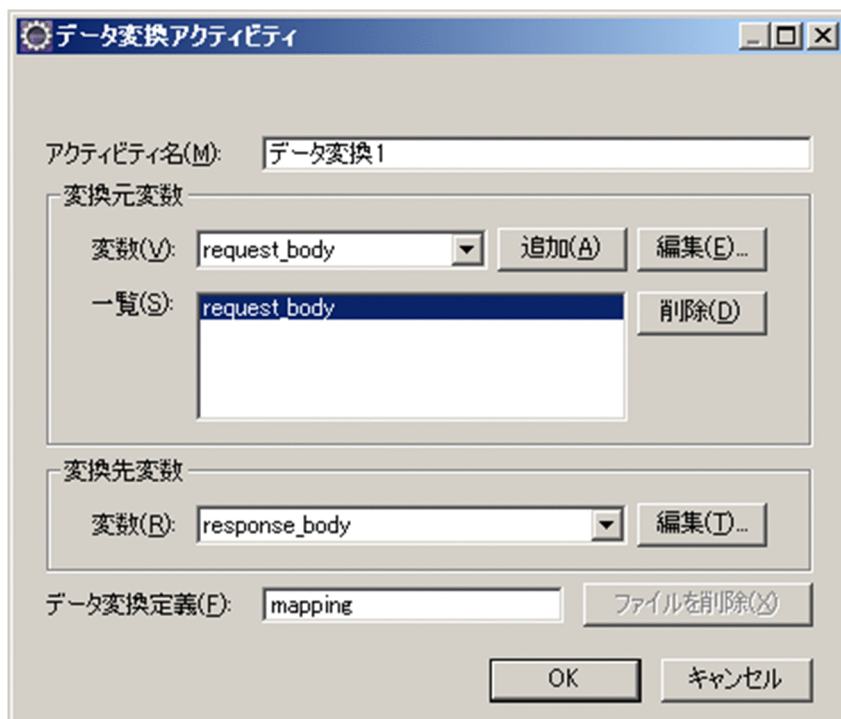 データ変換アクティビティ
アクティビティ名(M): データ変換1
変換元変数
変数(V): request_body 追加(A) 編集(E)...
一覧(S): request_body 削除(D)
変換先変数
変数(R): response_body 編集(T)...
データ変換定義(F): mapping ファイルを削除(X)
OK キャンセル